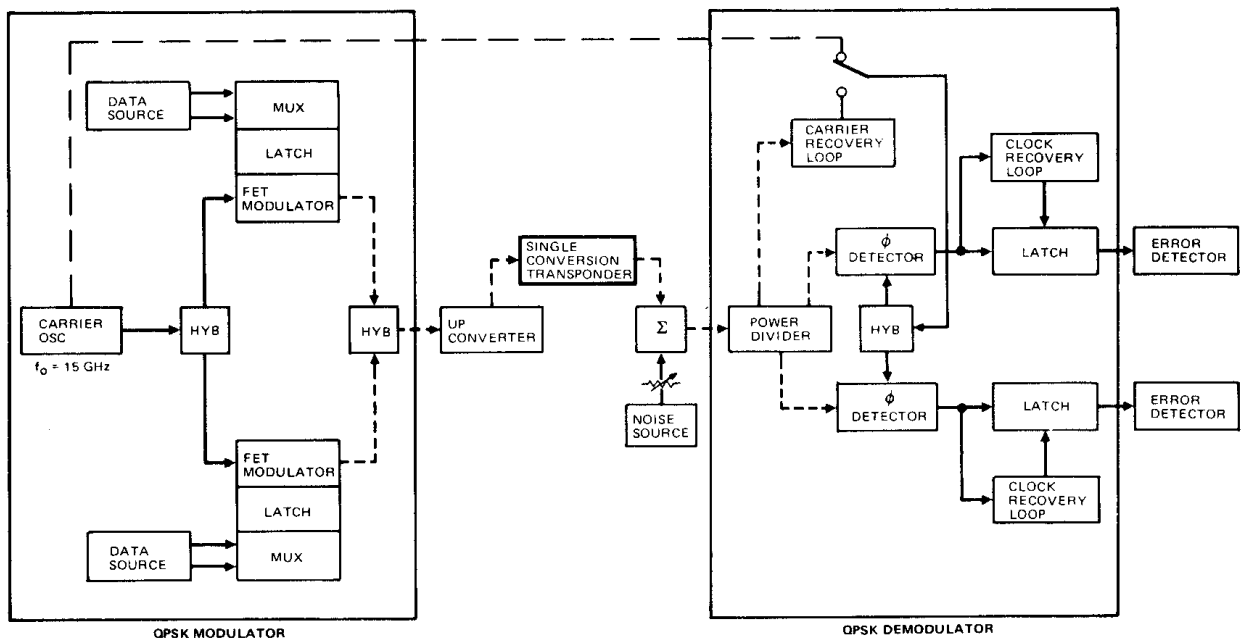 DATA
SOURCE
MUX
LATCH
FET
MODULATOR
CARRIER
OSC
f₀ = 15 GHz
HYB
HYB
FET
MODULATOR
LATCH
MUX
DATA
SOURCE
QPSK MODULATOR
UP
CONVERTER
SINGLE
CONVERSION
TRANSPONDER
Σ
NOISE
SOURCE
CARRIER
RECOVERY
LOOP
POWER
DIVIDER
ϕ
DETECTOR
HYB
ϕ
DETECTOR
CLOCK
RECOVERY
LOOP
LATCH
ERROR
DETECTOR
LATCH
ERROR
DETECTOR
CLOCK
RECOVERY
LOOP
QPSK DEMODULATOR